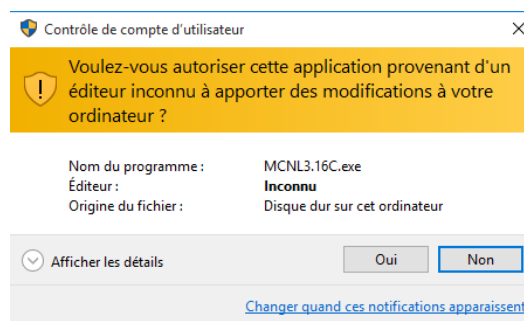 Contrôle de compte d'utilisateur
Voulez-vous autoriser cette application provenant d'un
éditeur inconnu à apporter des modifications à votre
ordinateur ?
Nom du programme : MCNL3.16C.exe
Éditeur : Inconnu
Origine du fichier : Disque dur sur cet ordinateur
Afficher les détails Oui Non
Changer quand ces notifications apparaissent